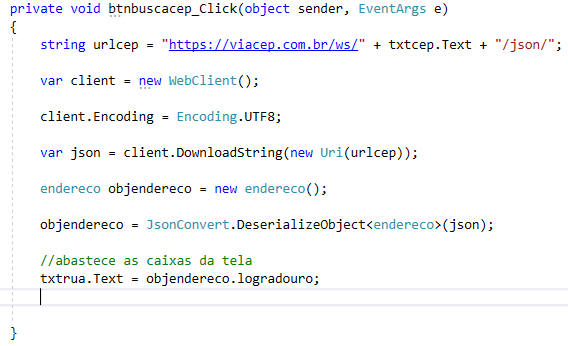 private void btnbuscacep_Click(object sender, EventArgs e)
{
string urlcep = "https://viacep.com.br/ws/" + txtcep.Text + "/json/";
var client = new WebClient();
client.Encoding = Encoding.UTF8;
var json = client.DownloadString(new Uri(urlcep));
endereco objendereco = new endereco();
objendereco = JsonConvert.DeserializeObject<endereco>(json);
//abastece as caixas da tela
txtrua.Text = objendereco.logradouro;
}